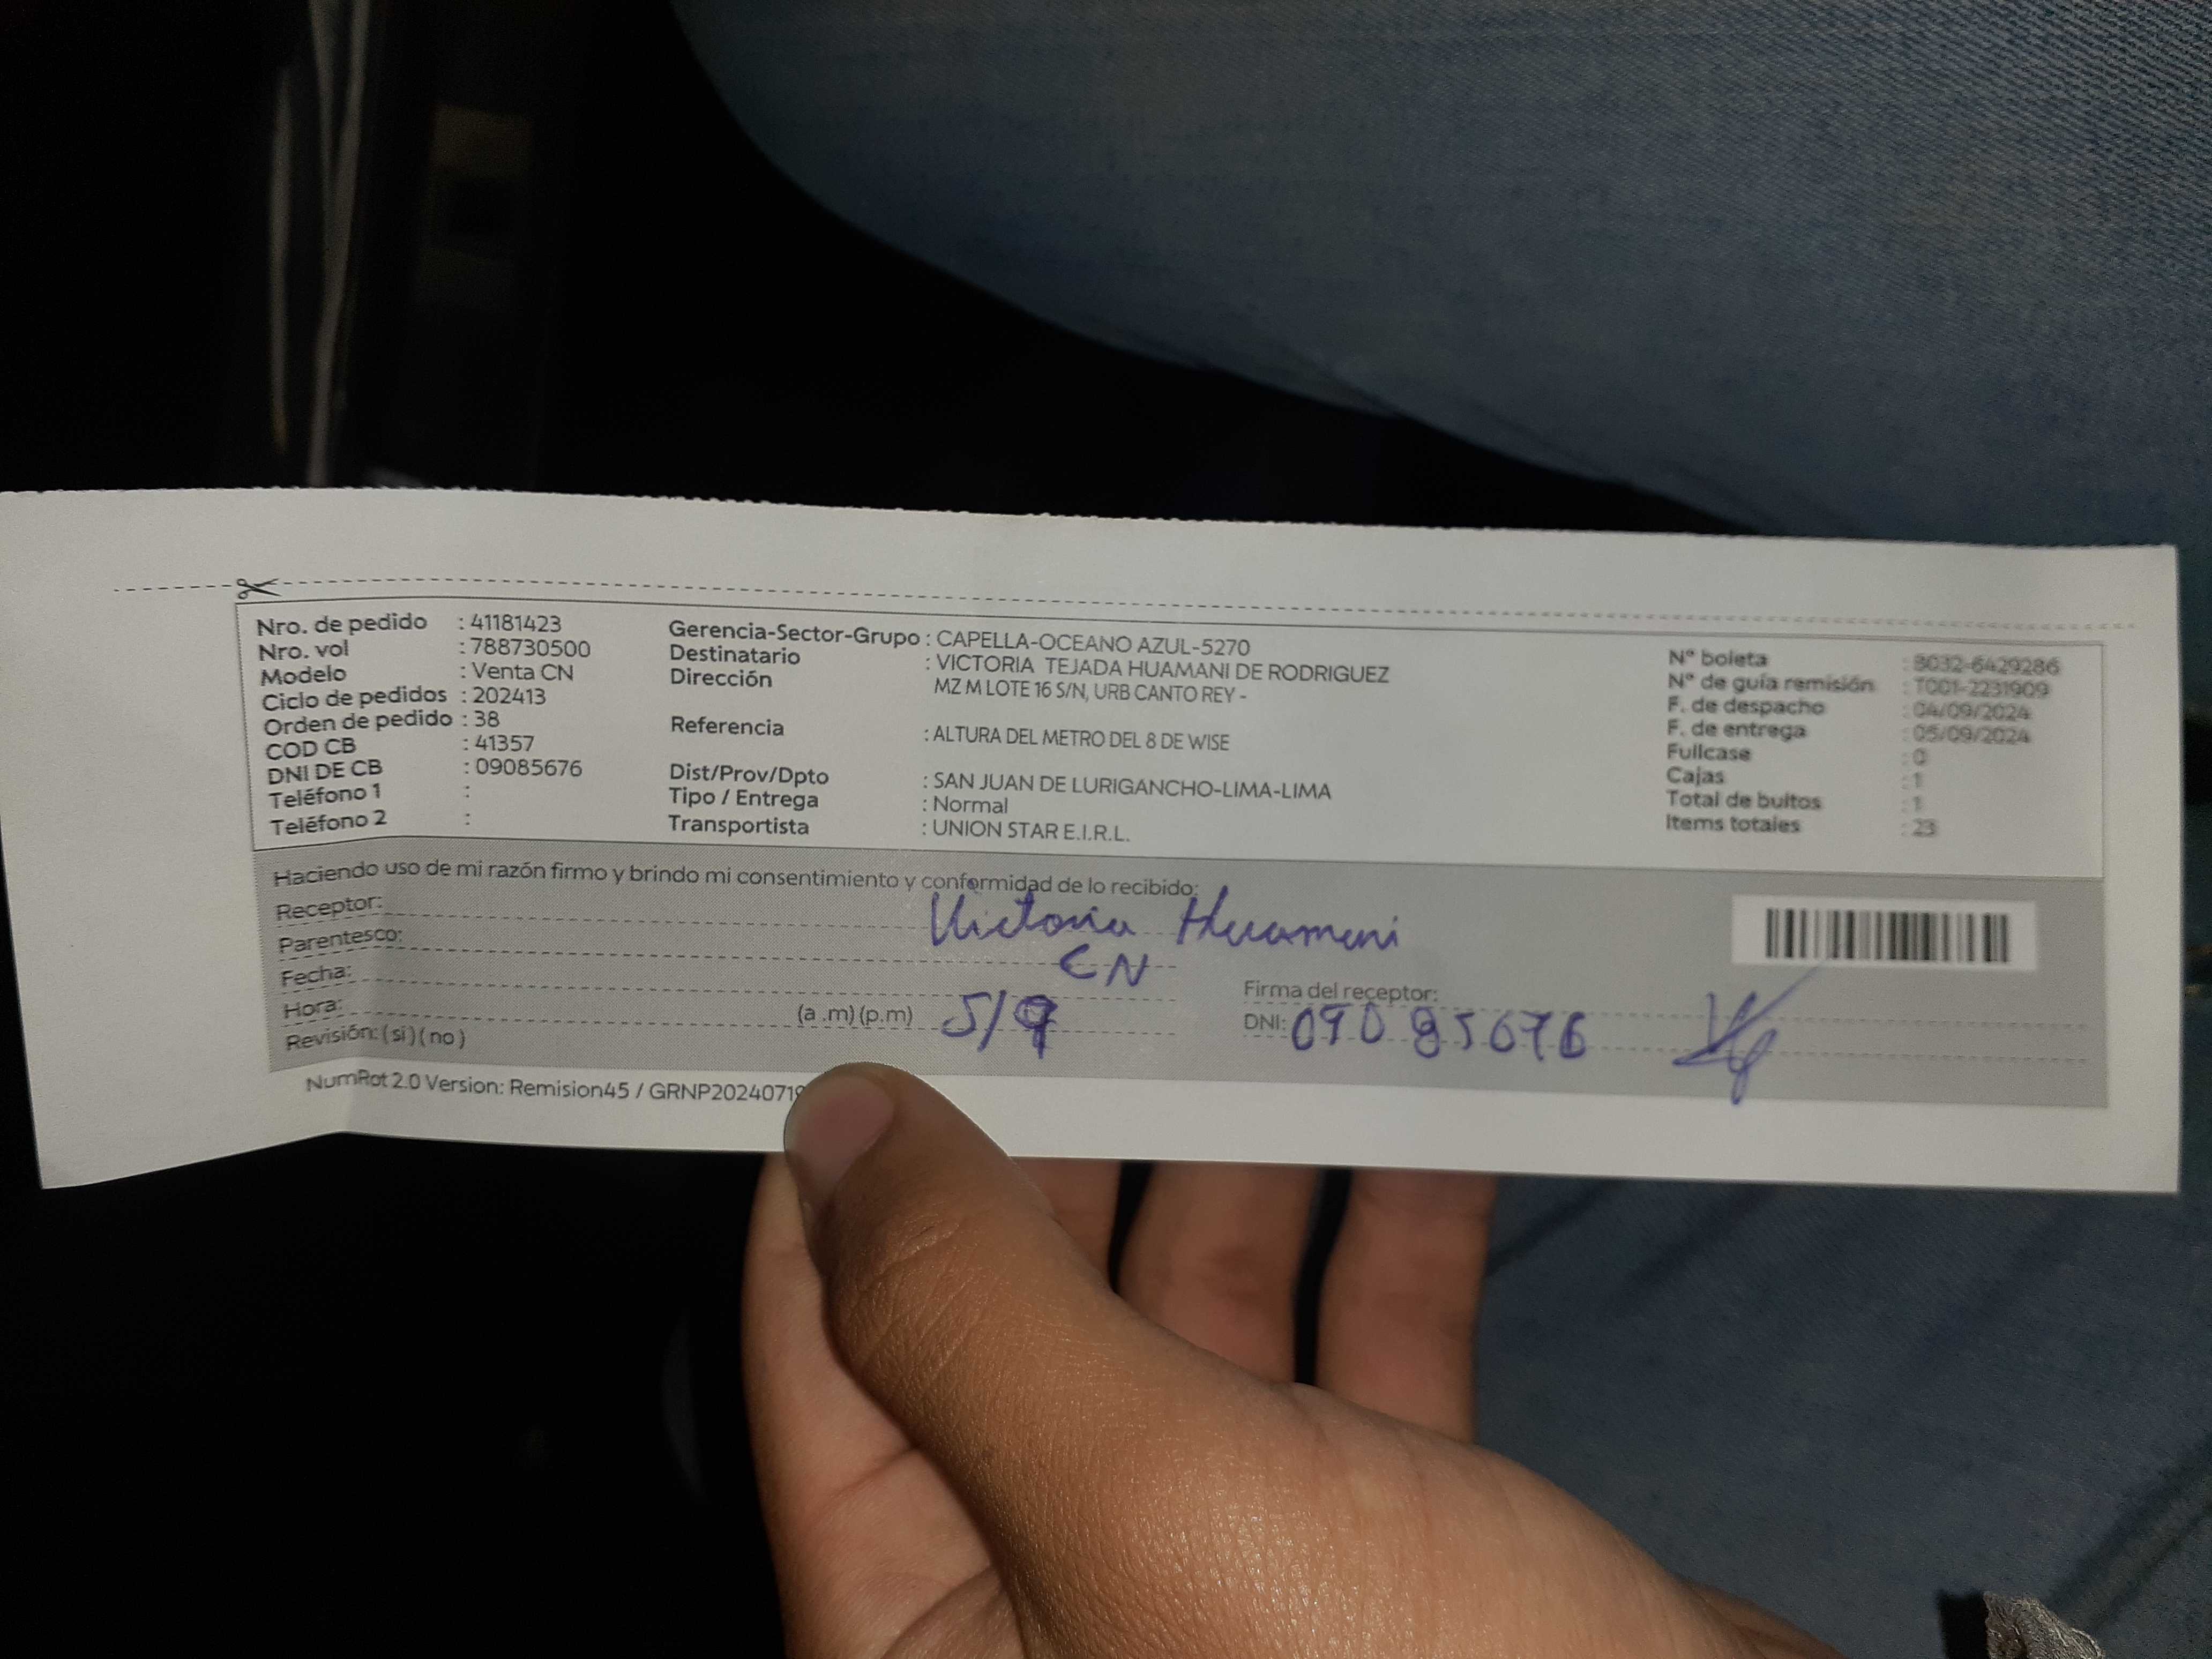 Nro. de pedido : 41181423
Nro. vol : 788730500
Modelo : Venta CN
Ciclo de pedidos : 202413
Orden de pedido : 38
COD CB : 41357
DNI DE CB : 09085676
Teléfono 1 :
Teléfono 2 :
Gerencia-Sector-Grupo : CAPELLA-OCEANO AZUL-5270
Destinatario : VICTORIA TEJADA HUAMANI DE RODRIGUEZ
Dirección MZ M LOTE 16 S/N, URB CANTO REY -
Referencia : ALTURA DEL METRO DEL 8 DE WISE
Dist/Prov/Dpto : SAN JUAN DE LURIGANCHO-LIMA-LIMA
Tipo / Entrega : Normal
Transportista : UNION STAR E.I.R.L.
N° boleta : B032-6429286
N° de guía remisión : T001-2231909
F. de despacho : 04/09/2024
F. de entrega : 05/09/2024
Fullcase : 0
Cajas : 1
Total de bultos : 1
Items totales : 23
Haciendo uso de mi razón firmo y brindo mi consentimiento y conformidad de lo recibido:
Receptor: Victoria Huamani
Parentesco: CN
Fecha:
Hora: (a .m) (p.m) 5/9
Revisión: ( si ) ( no )
Firma del receptor:
DNI: 09085676
NumRot 2.0 Version: Remision45 / GRNP2024071